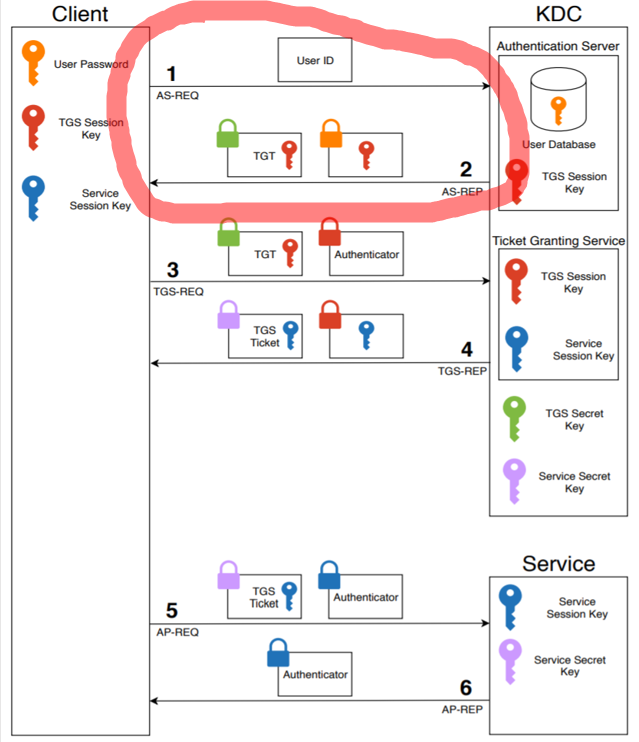 Client
KDC
User Password
TGS Session
Key
Service
Session Key
1
AS-REQ
User ID
TGT
2
AS-REP
Authentication Server
User Database
TGS Session
Key
3
TGS-REQ
TGT
Authenticator
TGS
Ticket
4
TGS-REP
Ticket Granting Service
TGS Session
Key
Service
Session Key
TGS Secret
Key
Service Secret
Key
5
AP-REQ
TGS
Ticket
Authenticator
Authenticator
6
AP-REP
Service
Service
Session Key
Service Secret
Key